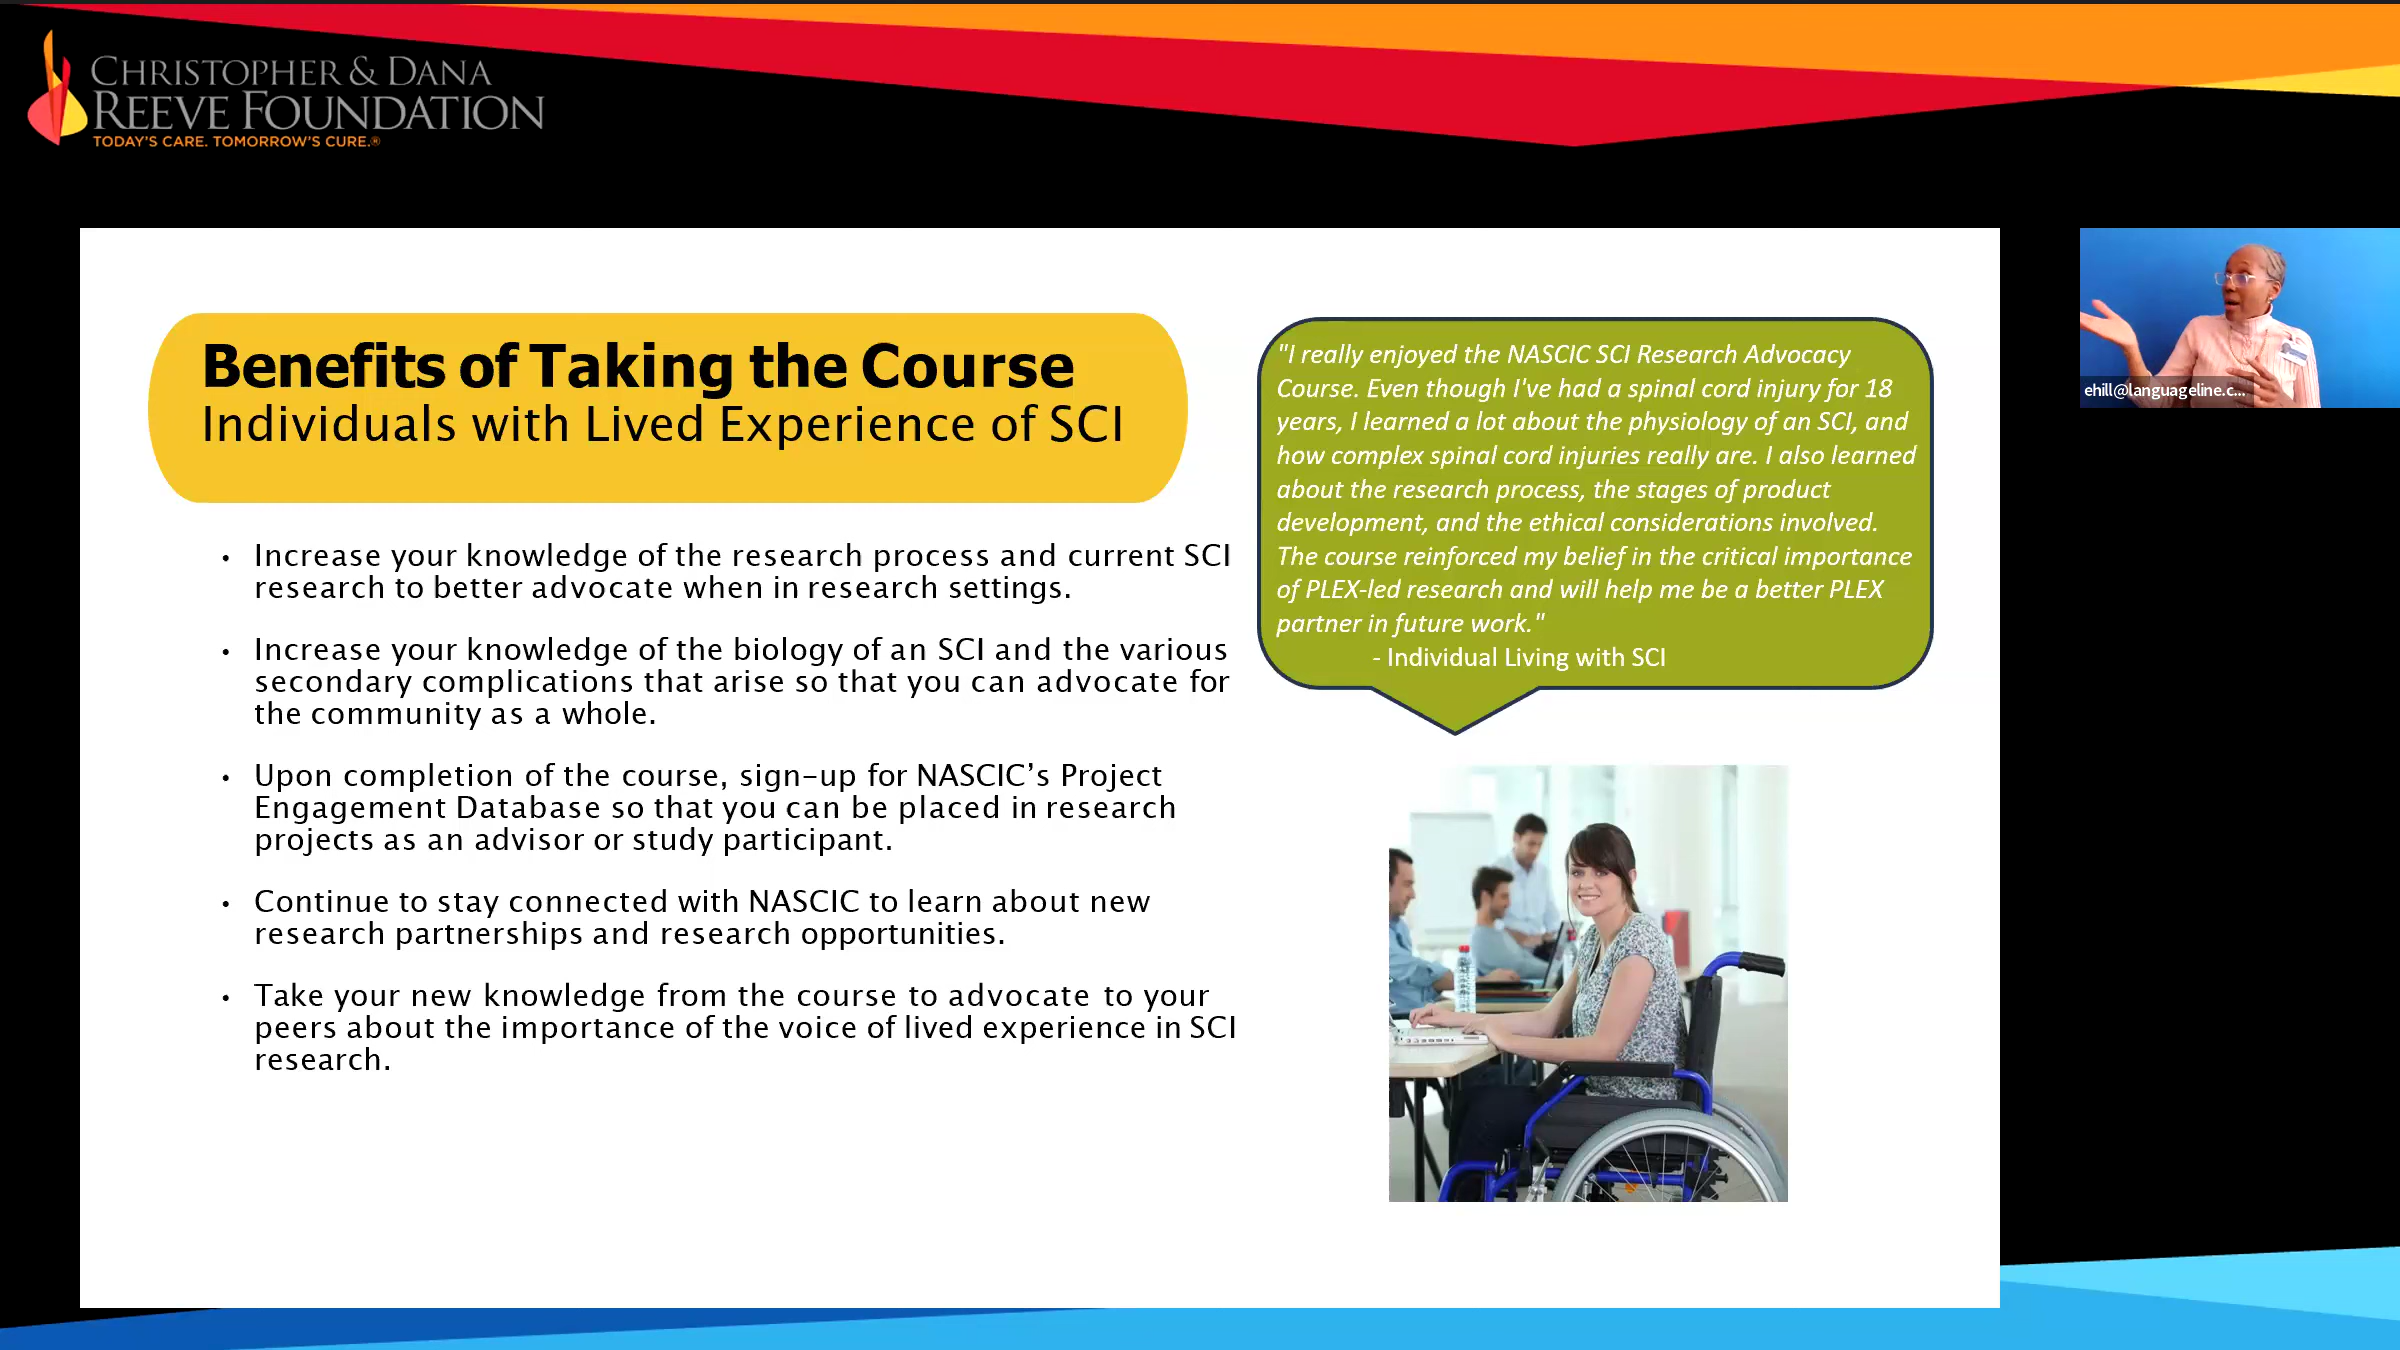 CHRISTOPHER & DANA
REEVE FOUNDATION
TODAY'S CARE. TOMORROW'S CURE.®
Benefits of Taking the Course
Individuals with Lived Experience of SCI
• Increase your knowledge of the research process and current SCI
research to better advocate when in research settings.
• Increase your knowledge of the biology of an SCI and the various
secondary complications that arise so that you can advocate for
the community as a whole.
• Upon completion of the course, sign-up for NASCIC’s Project
Engagement Database so that you can be placed in research
projects as an advisor or study participant.
• Continue to stay connected with NASCIC to learn about new
research partnerships and research opportunities.
• Take your new knowledge from the course to advocate to your
peers about the importance of the voice of lived experience in SCI
research.
"I really enjoyed the NASCIC SCI Research Advocacy
Course. Even though I've had a spinal cord injury for 18
years, I learned a lot about the physiology of an SCI, and
how complex spinal cord injuries really are. I also learned
about the research process, the stages of product
development, and the ethical considerations involved.
The course reinforced my belief in the critical importance
of PLEX-led research and will help me be a better PLEX
partner in future work."
- Individual Living with SCI
ehill@languageline.c...